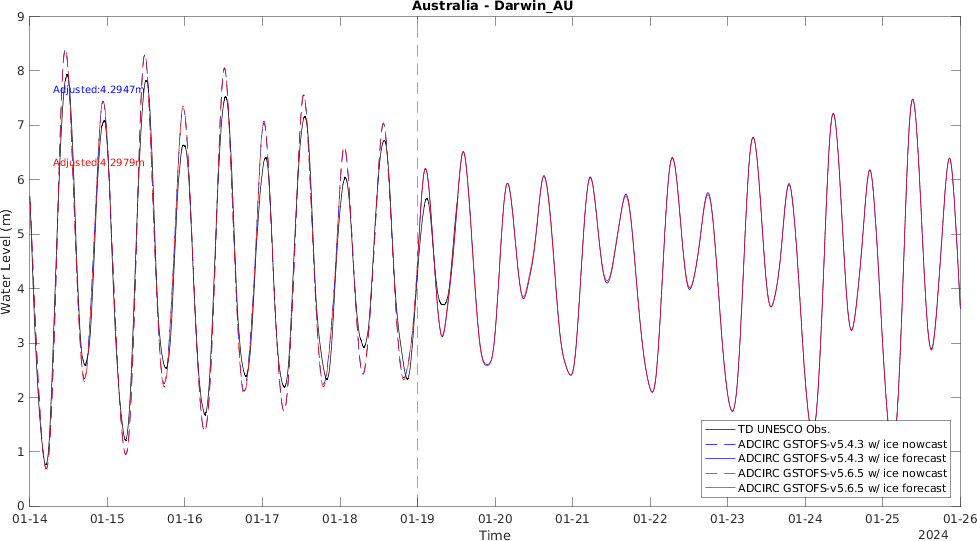 Australia - Darwin_AU
9
8
7
6
5
4
3
2
1
0
Water Level (m)
Adjusted:4.2947m
Adjusted:4.2979m
TD UNESCO Obs.
ADCIRC GSTOFS-v5.4.3 w/ ice nowcast
ADCIRC GSTOFS-v5.4.3 w/ ice forecast
ADCIRC GSTOFS-v5.6.5 w/ ice nowcast
ADCIRC GSTOFS-v5.6.5 w/ ice forecast
01-14 01-15 01-16 01-17 01-18 01-19 01-20 01-21 01-22 01-23 01-24 01-25 01-26
Time
2024